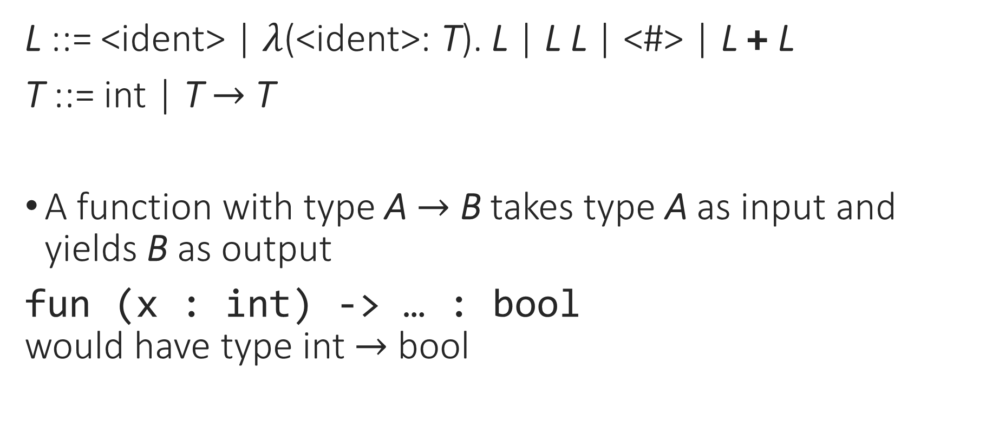 L ::= <ident> | λ(<ident>: T). L | L L | <#> | L + L
T ::= int | T → T
• A function with type A → B takes type A as input and
yields B as output
fun (x : int) -> … : bool
would have type int → bool